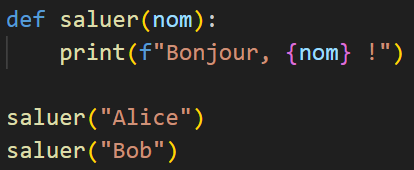 def saluer(nom):
    print(f"Bonjour, {nom} !")

saluer("Alice")
saluer("Bob")